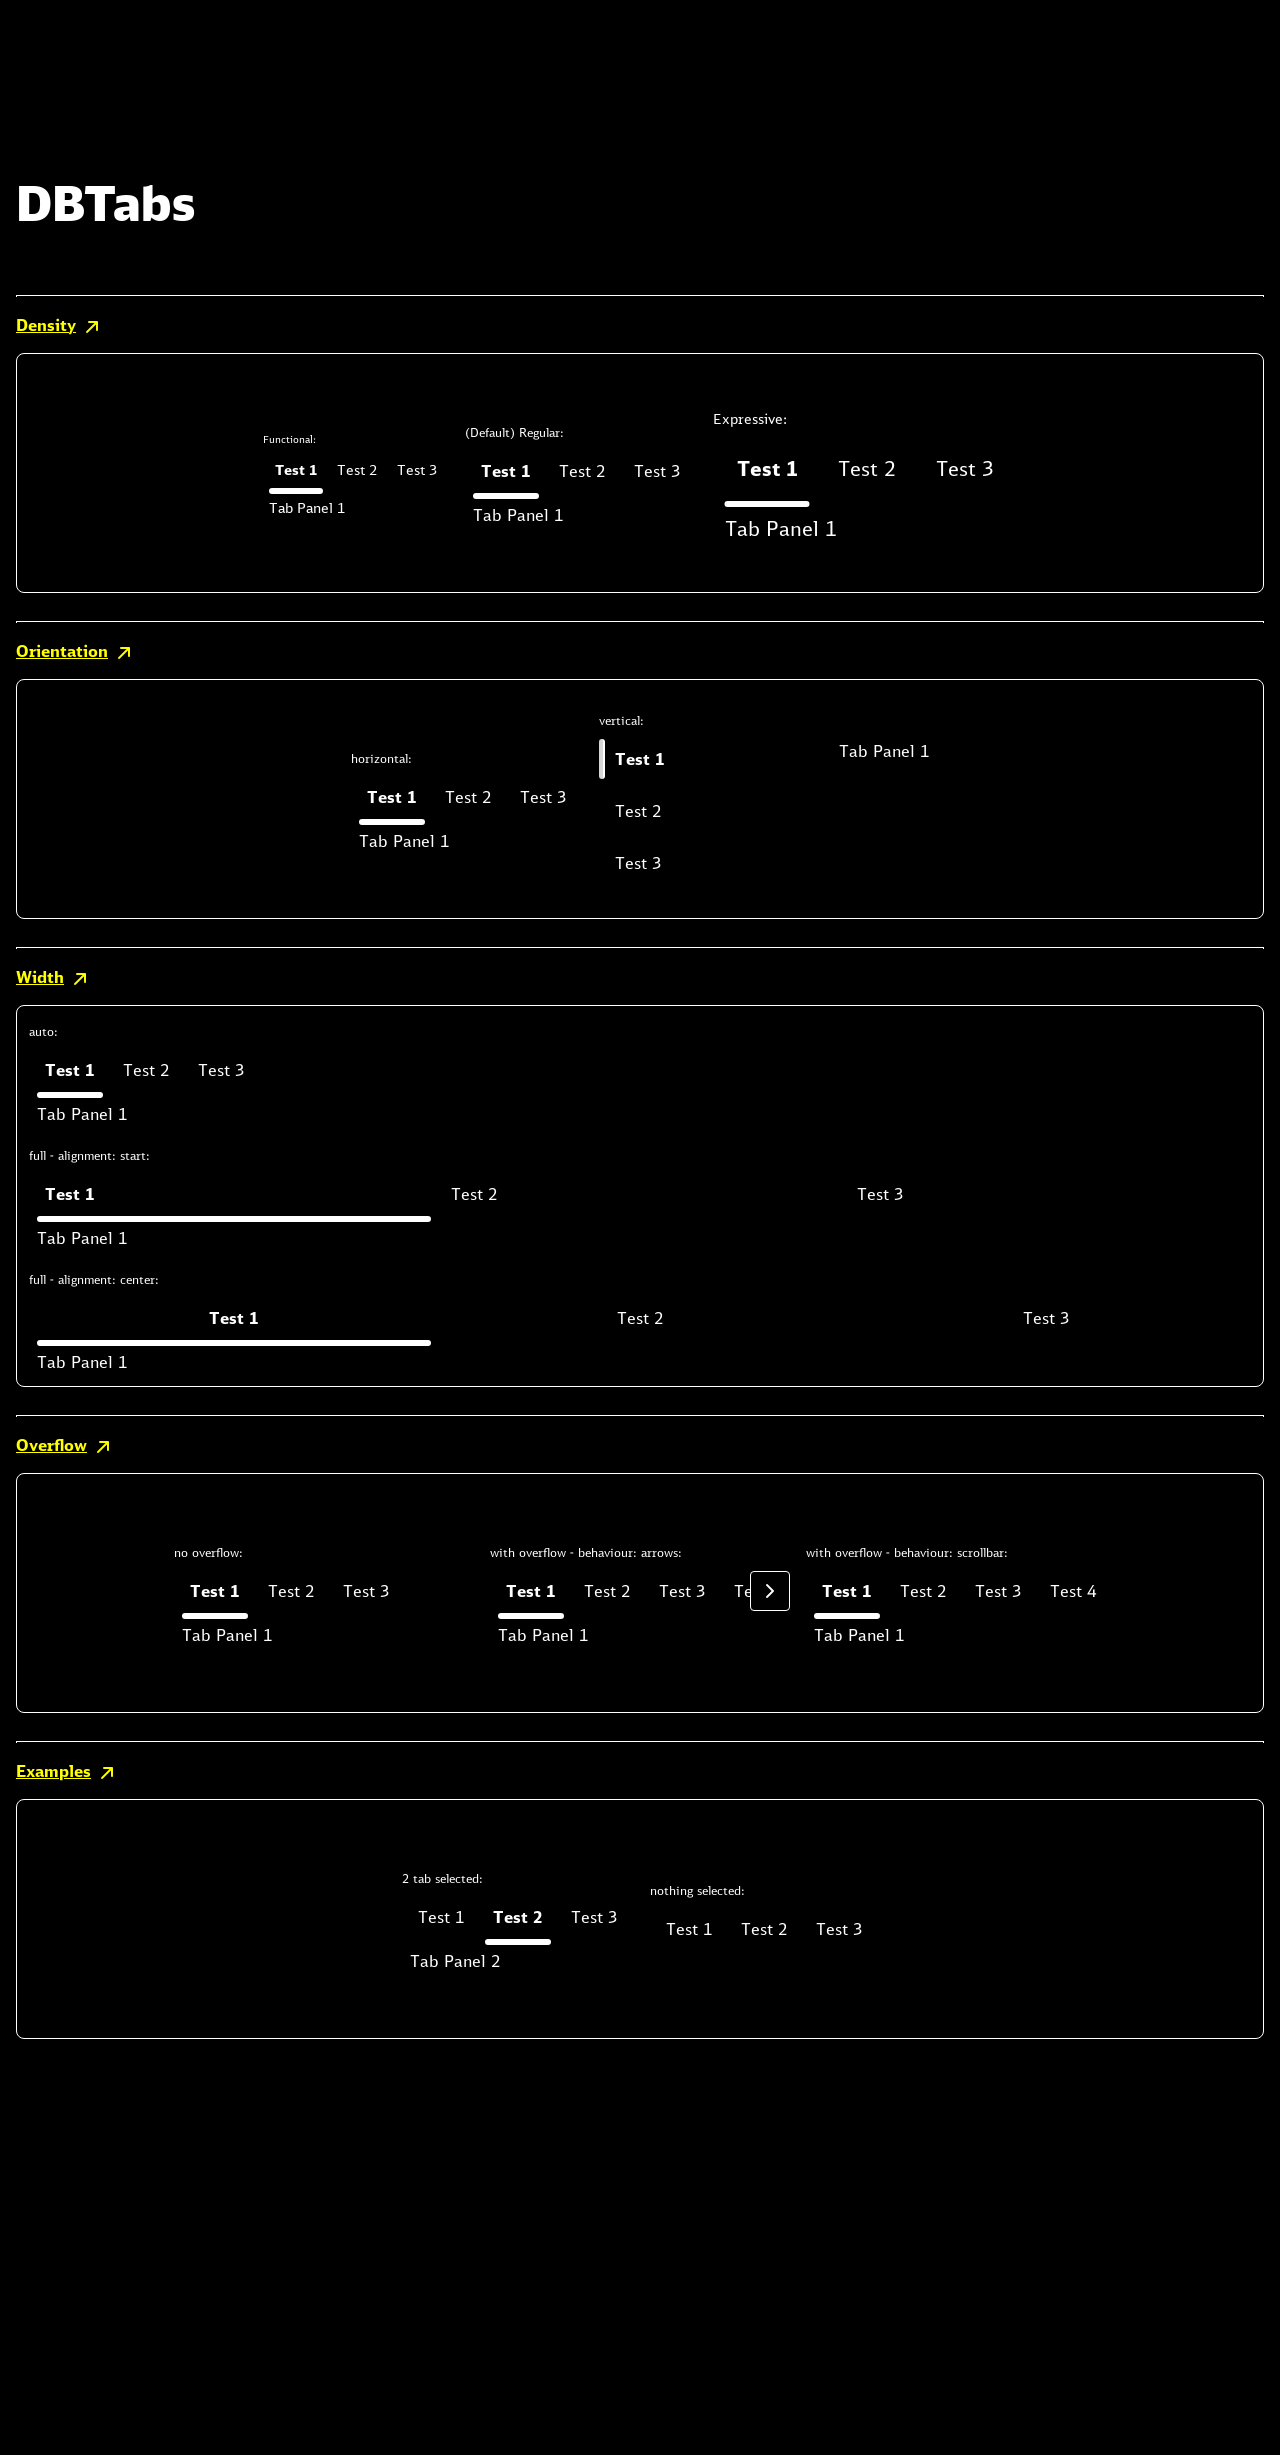 DBTabs
Density
Functional:
Test 1 Test 2 Test 3
Tab Panel 1
(Default) Regular:
Test 1 Test 2 Test 3
Tab Panel 1
Expressive:
Test 1 Test 2 Test 3
Tab Panel 1
Orientation
horizontal:
Test 1 Test 2 Test 3
Tab Panel 1
vertical:
Test 1
Test 2
Test 3
Tab Panel 1
Width
auto:
Test 1 Test 2 Test 3
Tab Panel 1
full - alignment: start:
Test 1 Test 2 Test 3
Tab Panel 1
full - alignment: center:
Test 1 Test 2 Test 3
Tab Panel 1
Overflow
no overflow:
Test 1 Test 2 Test 3
Tab Panel 1
with overflow - behaviour: arrows:
Test 1 Test 2 Test 3
Tab Panel 1
with overflow - behaviour: scrollbar:
Test 1 Test 2 Test 3 Test 4
Tab Panel 1
Examples
2 tab selected:
Test 1 Test 2 Test 3
Tab Panel 2
nothing selected:
Test 1 Test 2 Test 3